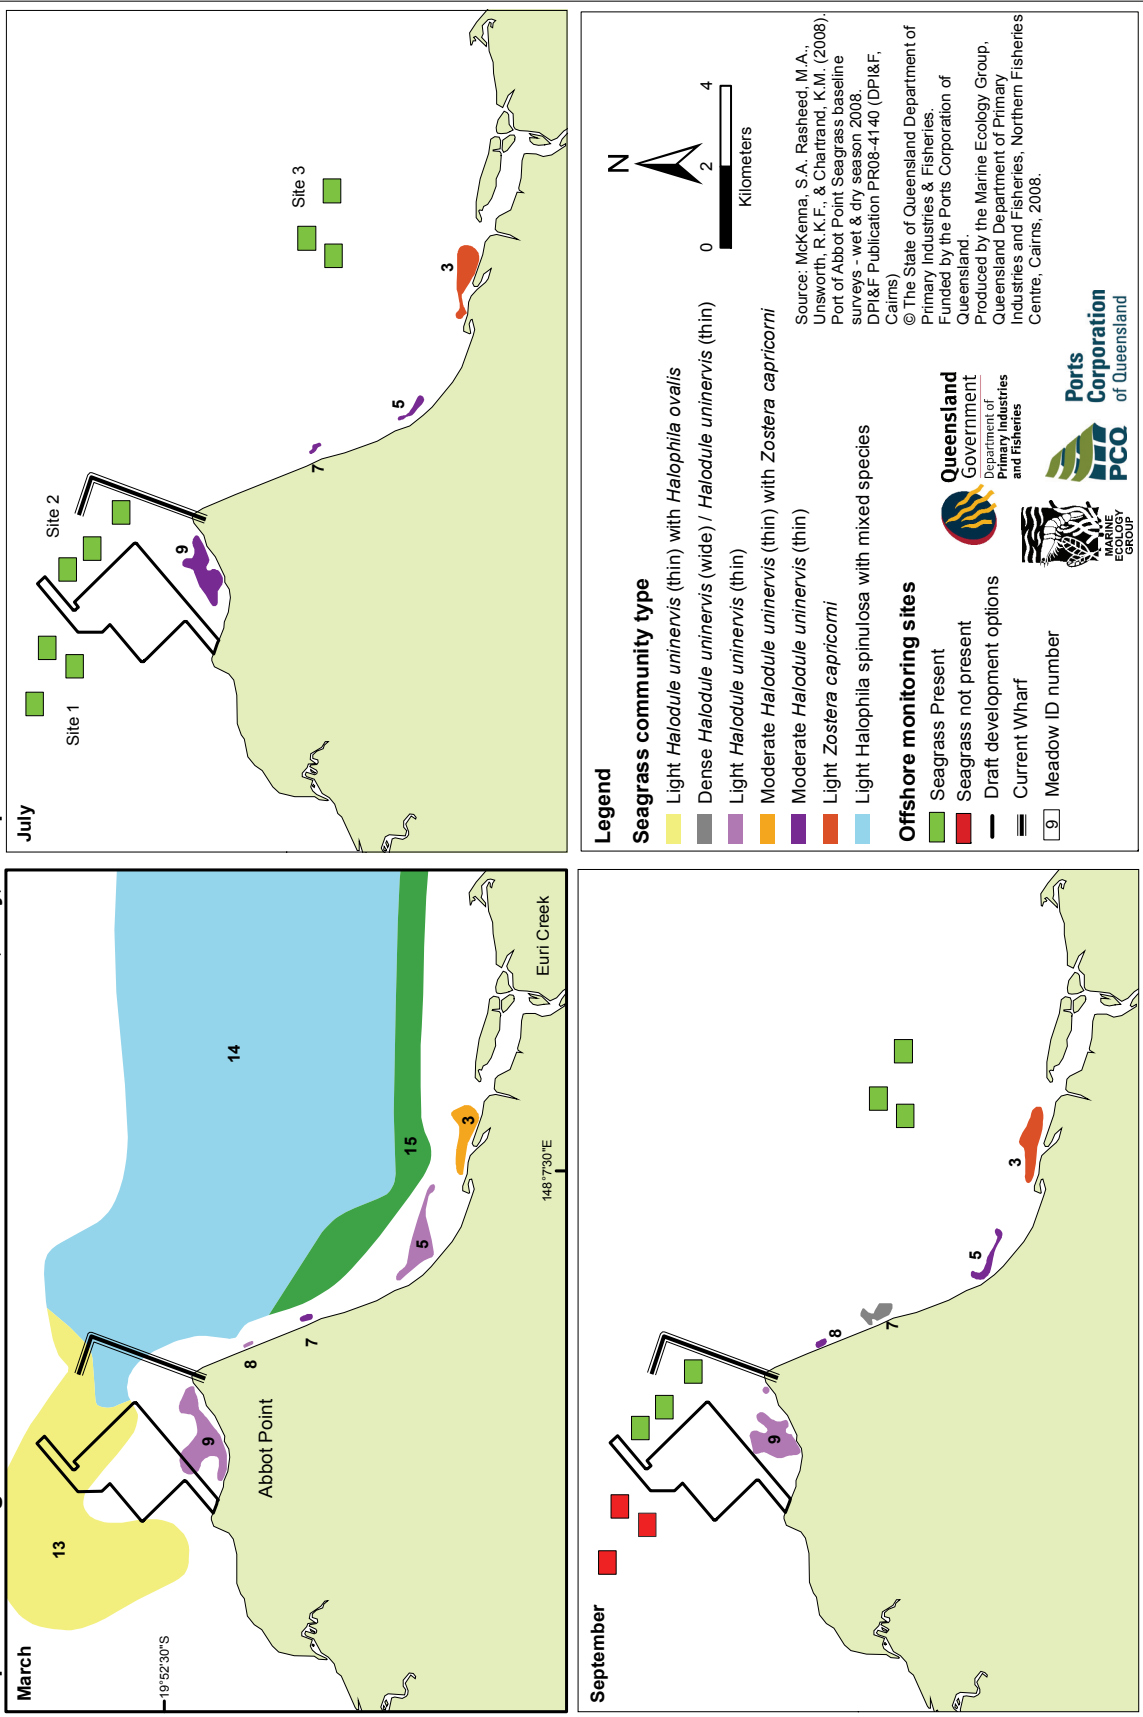 March
19°52'30"S
13
14
15
9
8
7
5
3
Abbot Point
Euri Creek
148°7'30"E
July
Site 1
Site 2
Site 3
9
7
5
3
September
9
8
7
5
3
Legend
Seagrass community type
Light Halodule uninervis (thin) with Halophila ovalis
Dense Halodule uninervis (wide) / Halodule uninervis (thin)
Light Halodule uninervis (thin)
Moderate Halodule uninervis (thin) with Zostera capricorni
Moderate Halodule uninervis (thin)
Light Zostera capricorni
Light Halophila spinulosa with mixed species
Offshore monitoring sites
Seagrass Present
Seagrass not present
Draft development options
Current Wharf
9 Meadow ID number
N
0 2 4
Kilometers
Source: McKenna, S.A. Rasheed, M.A.,
Unsworth, R.K.F., & Chartrand, K.M. (2008).
Port of Abbot Point Seagrass baseline
surveys - wet & dry season 2008.
DPI&F Publication PR08-4140 (DPI&F,
Cairns)
© The State of Queensland Department of
Primary Industries & Fisheries.
Funded by the Ports Corporation of
Queensland.
Produced by the Marine Ecology Group,
Queensland Department of Primary
Industries and Fisheries, Northern Fisheries
Centre, Cairns, 2008.
Queensland
Government
Department of
Primary Industries
and Fisheries
MARINE
ECOLOGY
GROUP
PCQ
Ports
Corporation
of Queensland